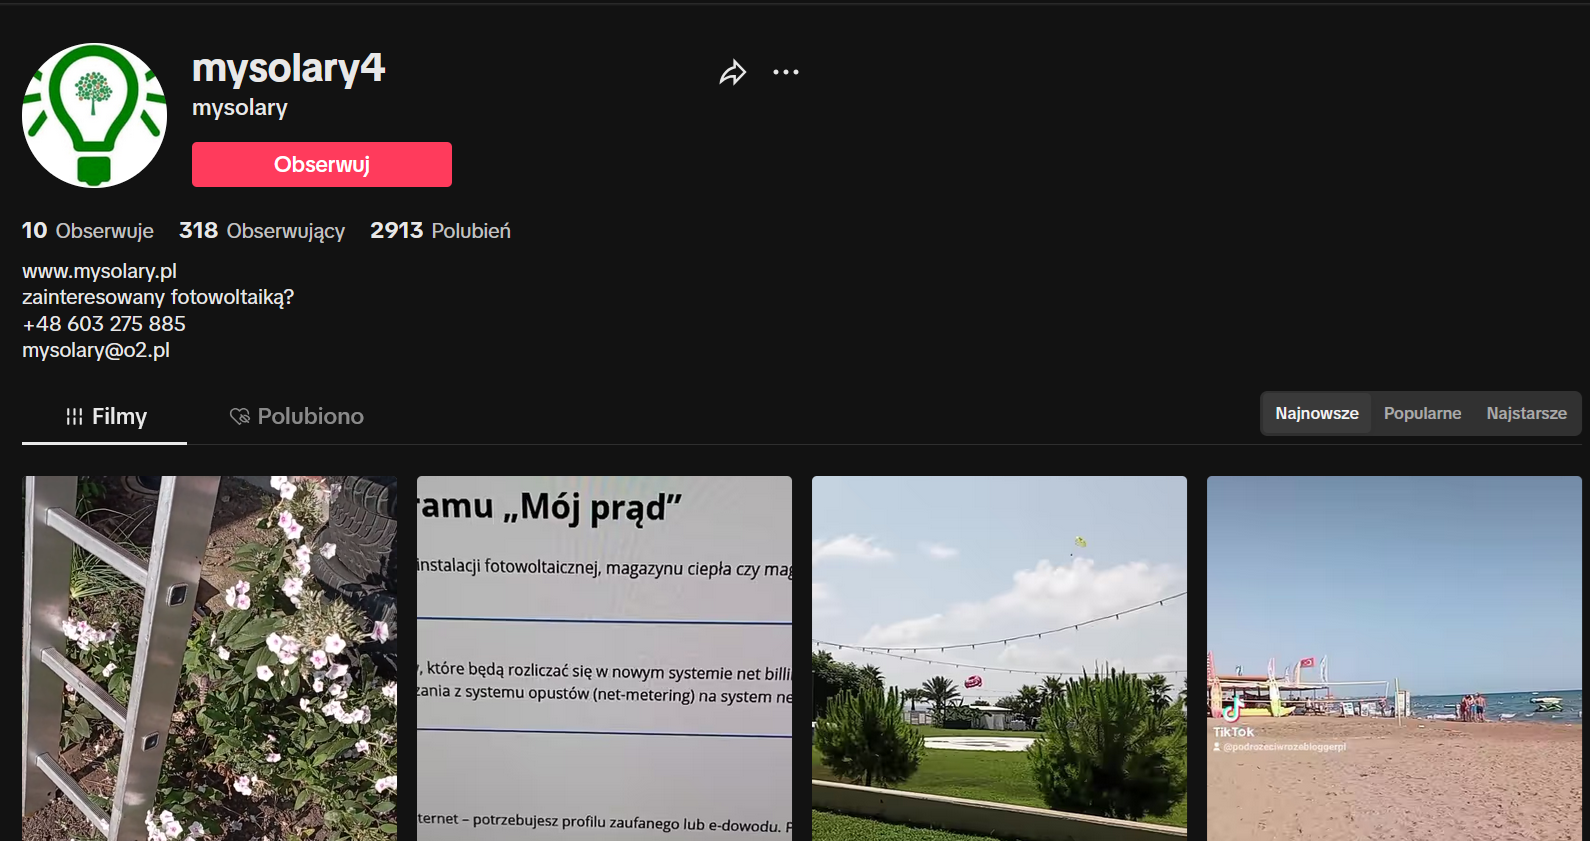 mysolary4
mysolary
Obserwuj
10 Obserwuje 318 Obserwujący 2913 Polubień
www.mysolary.pl
zainteresowany fotowoltaiką?
+48 603 275 885
mysolary@o2.pl
Filmy Polubiono
Najnowsze Popularne Najstarsze
ramu „Mój prąd”
instalacji fotowoltaicznej, magazynu ciepła czy mag
, które będą rozliczać się w nowym systemie net billi
zania z systemu opustów (net-metering) na system ne
ternet – potrzebujesz profilu zaufanego lub e-dowodu. P
TikTok
@podrozeciwrozebloggerpl